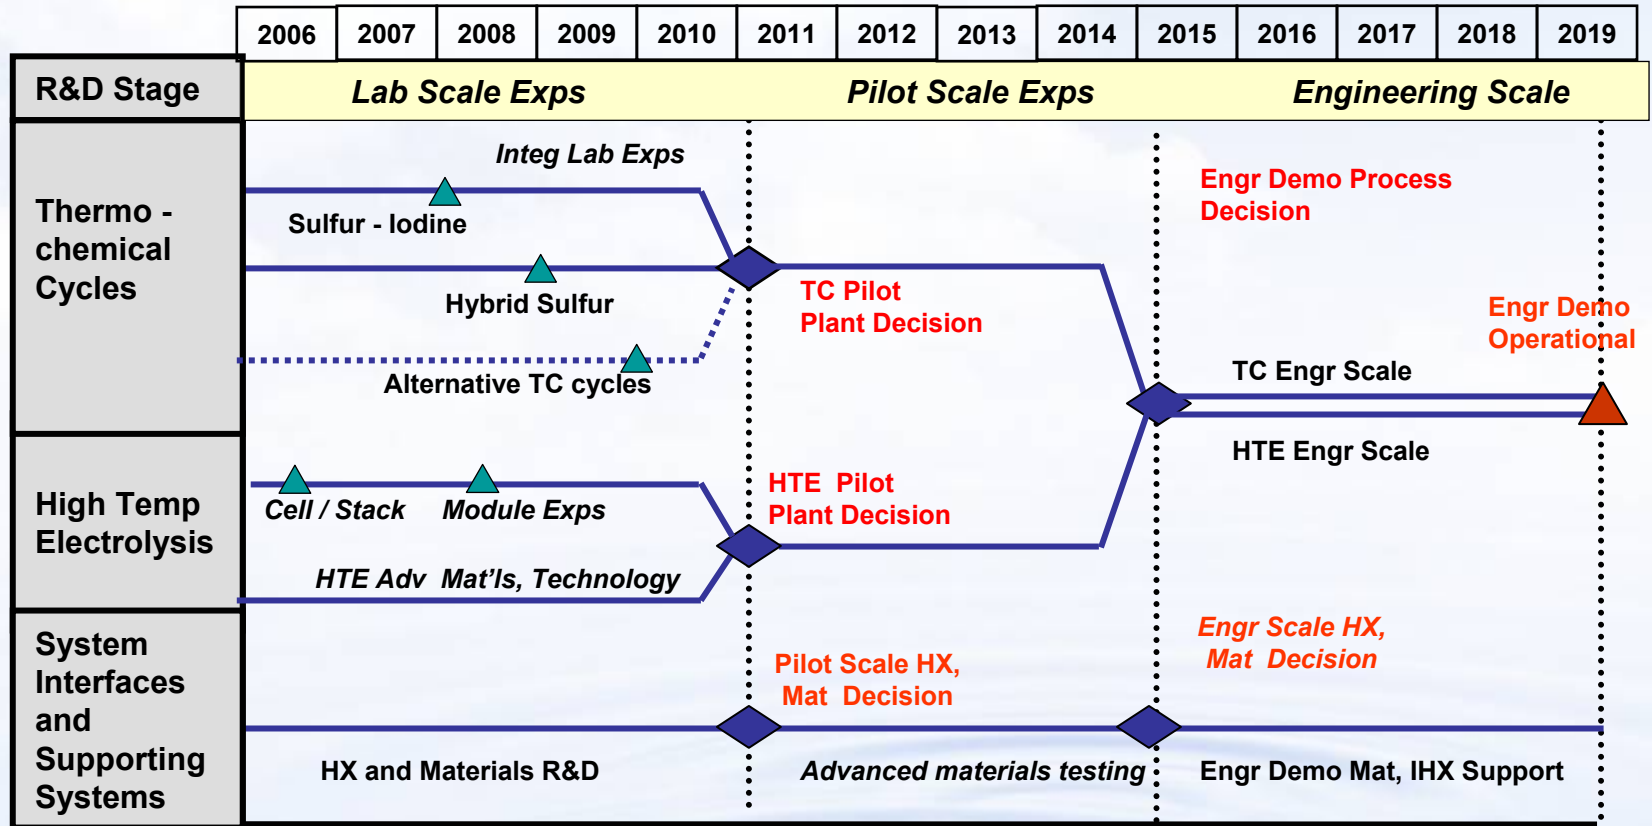 2006 2007 2008 2009 2010 2011 2012 2013 2014 2015 2016 2017 2018 2019
R&D Stage
Lab Scale Exps
Pilot Scale Exps
Engineering Scale
Thermo -
chemical
Cycles
Integ Lab Exps
Sulfur - Iodine
Hybrid Sulfur
Alternative TC cycles
TC Pilot
Plant Decision
Engr Demo Process
Decision
Engr Demo
Operational
TC Engr Scale
HTE Engr Scale
High Temp
Electrolysis
Cell / Stack
Module Exps
HTE Adv Mat'ls, Technology
HTE Pilot
Plant Decision
System
Interfaces
and
Supporting
Systems
Pilot Scale HX,
Mat Decision
Engr Scale HX,
Mat Decision
HX and Materials R&D
Advanced materials testing
Engr Demo Mat, IHX Support